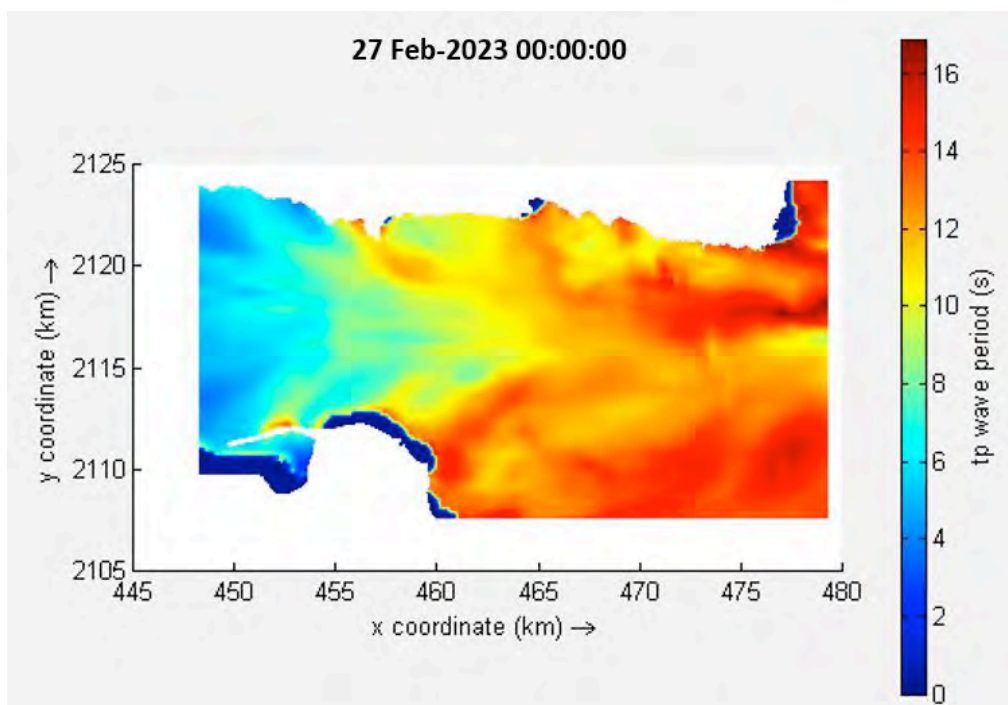 27 Feb-2023 00:00:00
2125
2120
2115
2110
2105
y coordinate (km) →
445 450 455 460 465 470 475 480
x coordinate (km) →
16
14
12
10
8
6
4
2
0
tp wave period (s)